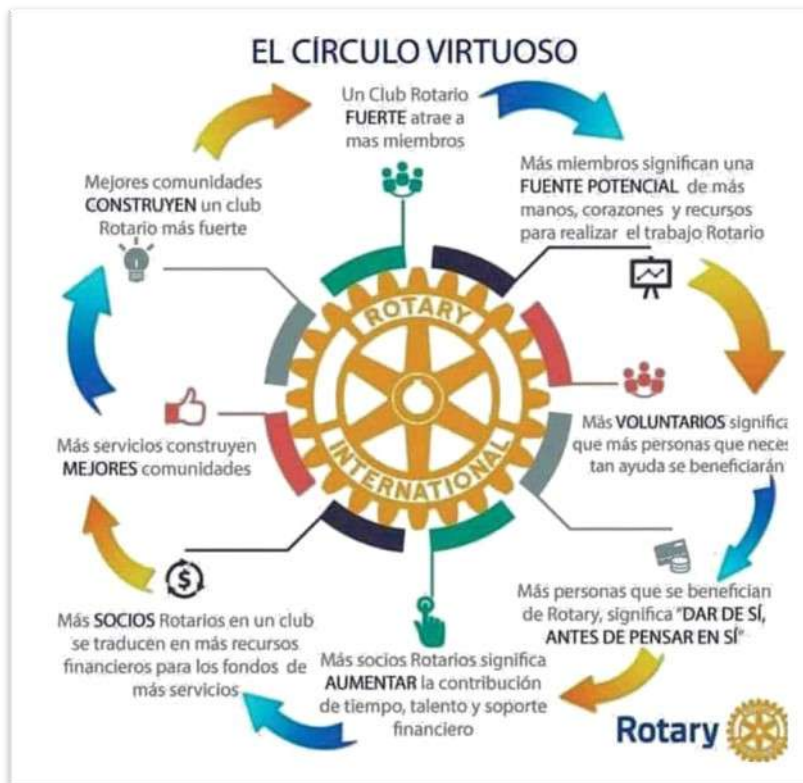 EL CÍRCULO VIRTUOSO
Un Club Rotario
FUERTE atrae a
mas miembros
Más miembros significan una
FUENTE POTENCIAL de más
manos, corazones y recursos
para realizar el trabajo Rotario
Más VOLUNTARIOS significa
que más personas que neces
tan ayuda se beneficiarán
Más personas que se benefician
de Rotary, significa "DAR DE SÍ,
ANTES DE PENSAR EN SÍ"
Más socios Rotarios significa
AUMENTAR la contribución
de tiempo, talento y soporte
financiero
Más SOCIOS Rotarios en un club
se traducen en más recursos
financieros para los fondos de
más servicios
Más servicios construyen
MEJORES comunidades
Mejores comunidades
CONSTRUYEN un club
Rotario más fuerte
ROTARY
INTERNATIONAL
$
Rotary